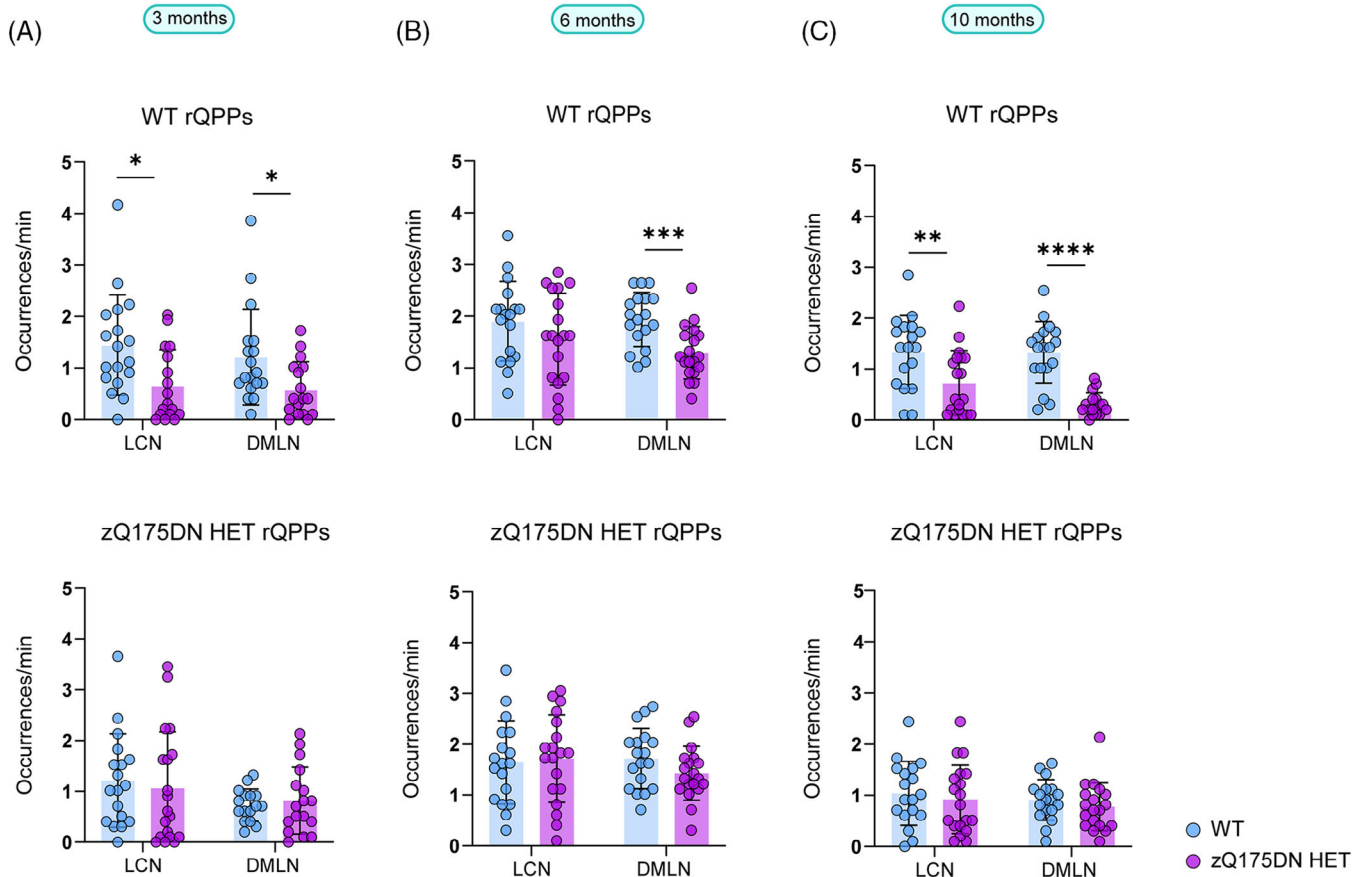 (A)
3 months
(B)
6 months
(C)
10 months
WT rQPPs
Occurrences/min
5
4
3
2
1
0
*
*
LCN
DMLN
WT rQPPs
Occurrences/min
5
4
3
2
1
0
***
LCN
DMLN
WT rQPPs
Occurrences/min
5
4
3
2
1
0
**
****
LCN
DMLN
zQ175DN HET rQPPs
Occurrences/min
5
4
3
2
1
0
LCN
DMLN
zQ175DN HET rQPPs
Occurrences/min
5
4
3
2
1
0
LCN
DMLN
zQ175DN HET rQPPs
Occurrences/min
5
4
3
2
1
0
LCN
DMLN
WT
zQ175DN HET